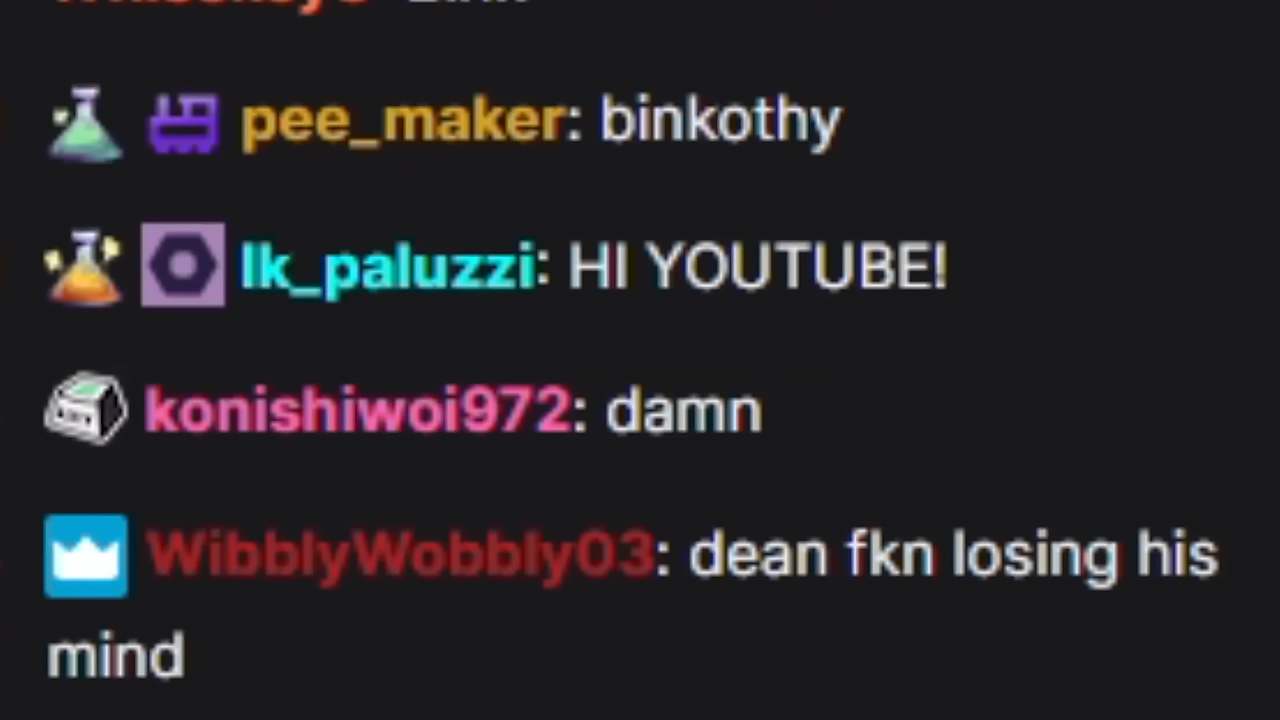 pee_maker: binkothy
lk_paluzzi: HI YOUTUBE!
konishiwoi972: damn
WibblyWobbly03: dean fkn losing his
mind